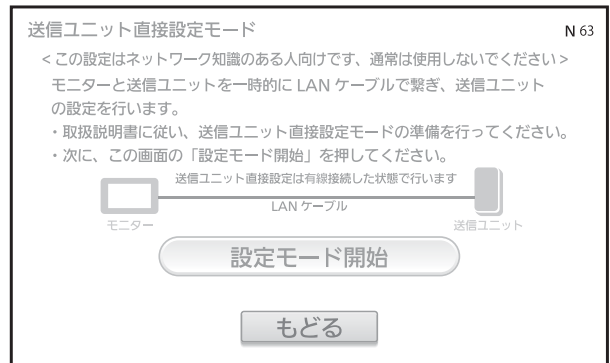 送信ユニット直接設定モード
N 63
＜この設定はネットワーク知識のある人向けです、通常は使用しないでください＞
モニターと送信ユニットを一時的に LAN ケーブルで繋ぎ、送信ユニット
の設定を行います。
・取扱説明書に従い、送信ユニット直接設定モードの準備を行ってください。
・次に、この画面の「設定モード開始」を押してください。
送信ユニット直接設定は有線接続した状態で行います
LAN ケーブル
モニター
送信ユニット
設定モード開始
もどる